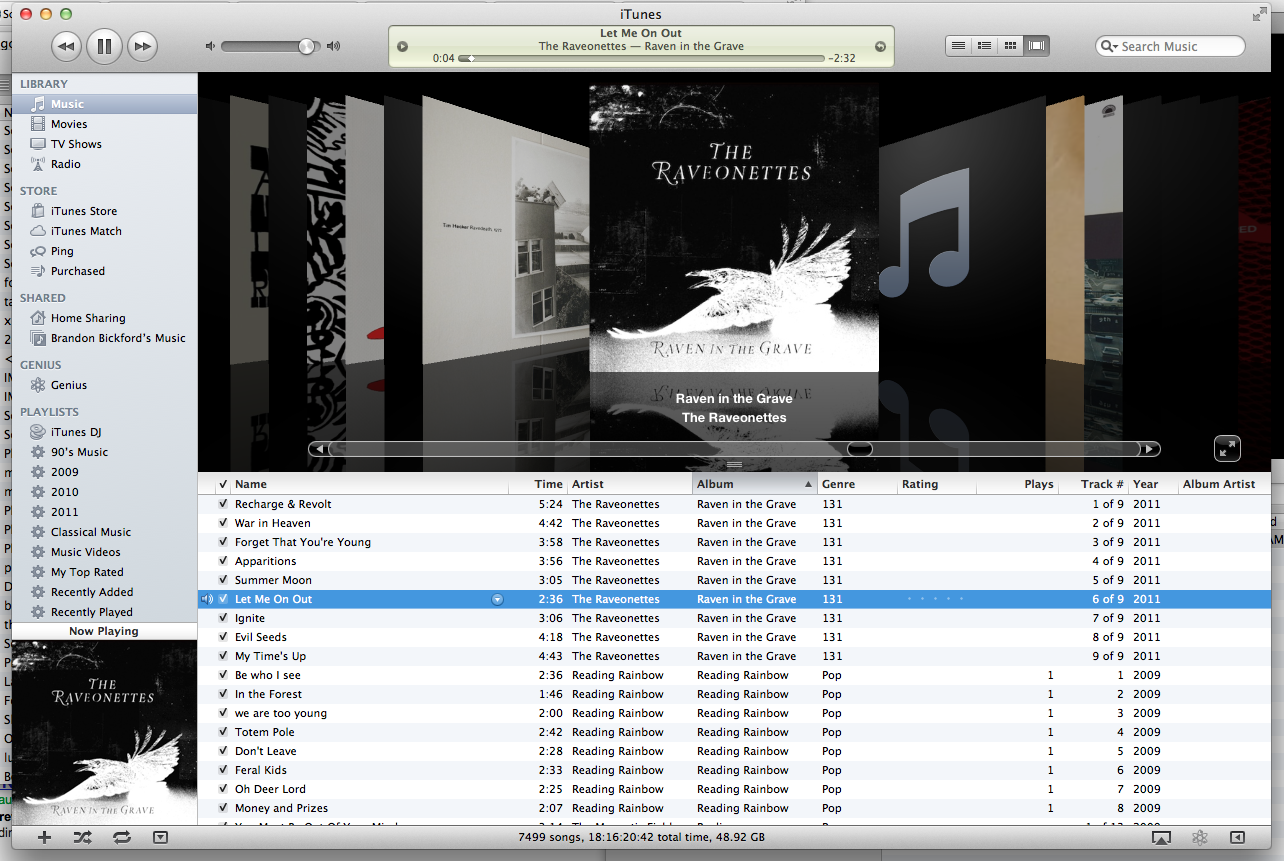 iTunes
Let Me On Out
The Raveonettes — Raven in the Grave
0:04 -2:32
Search Music
LIBRARY
Music
Movies
TV Shows
Radio
STORE
iTunes Store
iTunes Match
Ping
Purchased
SHARED
Home Sharing
Brandon Bickford's Music
GENIUS
Genius
PLAYLISTS
iTunes DJ
90's Music
2009
2010
2011
Classical Music
Music Videos
My Top Rated
Recently Added
Recently Played
Now Playing
THE
RAVEONETTES
RAVEN IN THE GRAVE
Tim Hecker Ravedeath, 1972
THE
RAVEONETTES
RAVEN IN THE GRAVE
Raven in the Grave
The Raveonettes
✓ Name Time Artist Album Genre Rating Plays Track # Year Album Artist
Recharge & Revolt 5:24 The Raveonettes Raven in the Grave 131 1 of 9 2011
War in Heaven 4:42 The Raveonettes Raven in the Grave 131 2 of 9 2011
Forget That You're Young 3:58 The Raveonettes Raven in the Grave 131 3 of 9 2011
Apparitions 3:56 The Raveonettes Raven in the Grave 131 4 of 9 2011
Summer Moon 3:05 The Raveonettes Raven in the Grave 131 5 of 9 2011
Let Me On Out 2:36 The Raveonettes Raven in the Grave 131 6 of 9 2011
Ignite 3:06 The Raveonettes Raven in the Grave 131 7 of 9 2011
Evil Seeds 4:18 The Raveonettes Raven in the Grave 131 8 of 9 2011
My Time's Up 4:43 The Raveonettes Raven in the Grave 131 9 of 9 2011
Be who I see 2:36 Reading Rainbow Reading Rainbow Pop 1 1 2009
In the Forest 1:46 Reading Rainbow Reading Rainbow Pop 1 2 2009
we are too young 2:00 Reading Rainbow Reading Rainbow Pop 1 3 2009
Totem Pole 2:42 Reading Rainbow Reading Rainbow Pop 1 4 2009
Don't Leave 2:28 Reading Rainbow Reading Rainbow Pop 1 5 2009
Feral Kids 2:33 Reading Rainbow Reading Rainbow Pop 1 6 2009
Oh Deer Lord 2:25 Reading Rainbow Reading Rainbow Pop 1 7 2009
Money and Prizes 2:07 Reading Rainbow Reading Rainbow Pop 1 8 2009
7499 songs, 18:16:20:42 total time, 48.92 GB